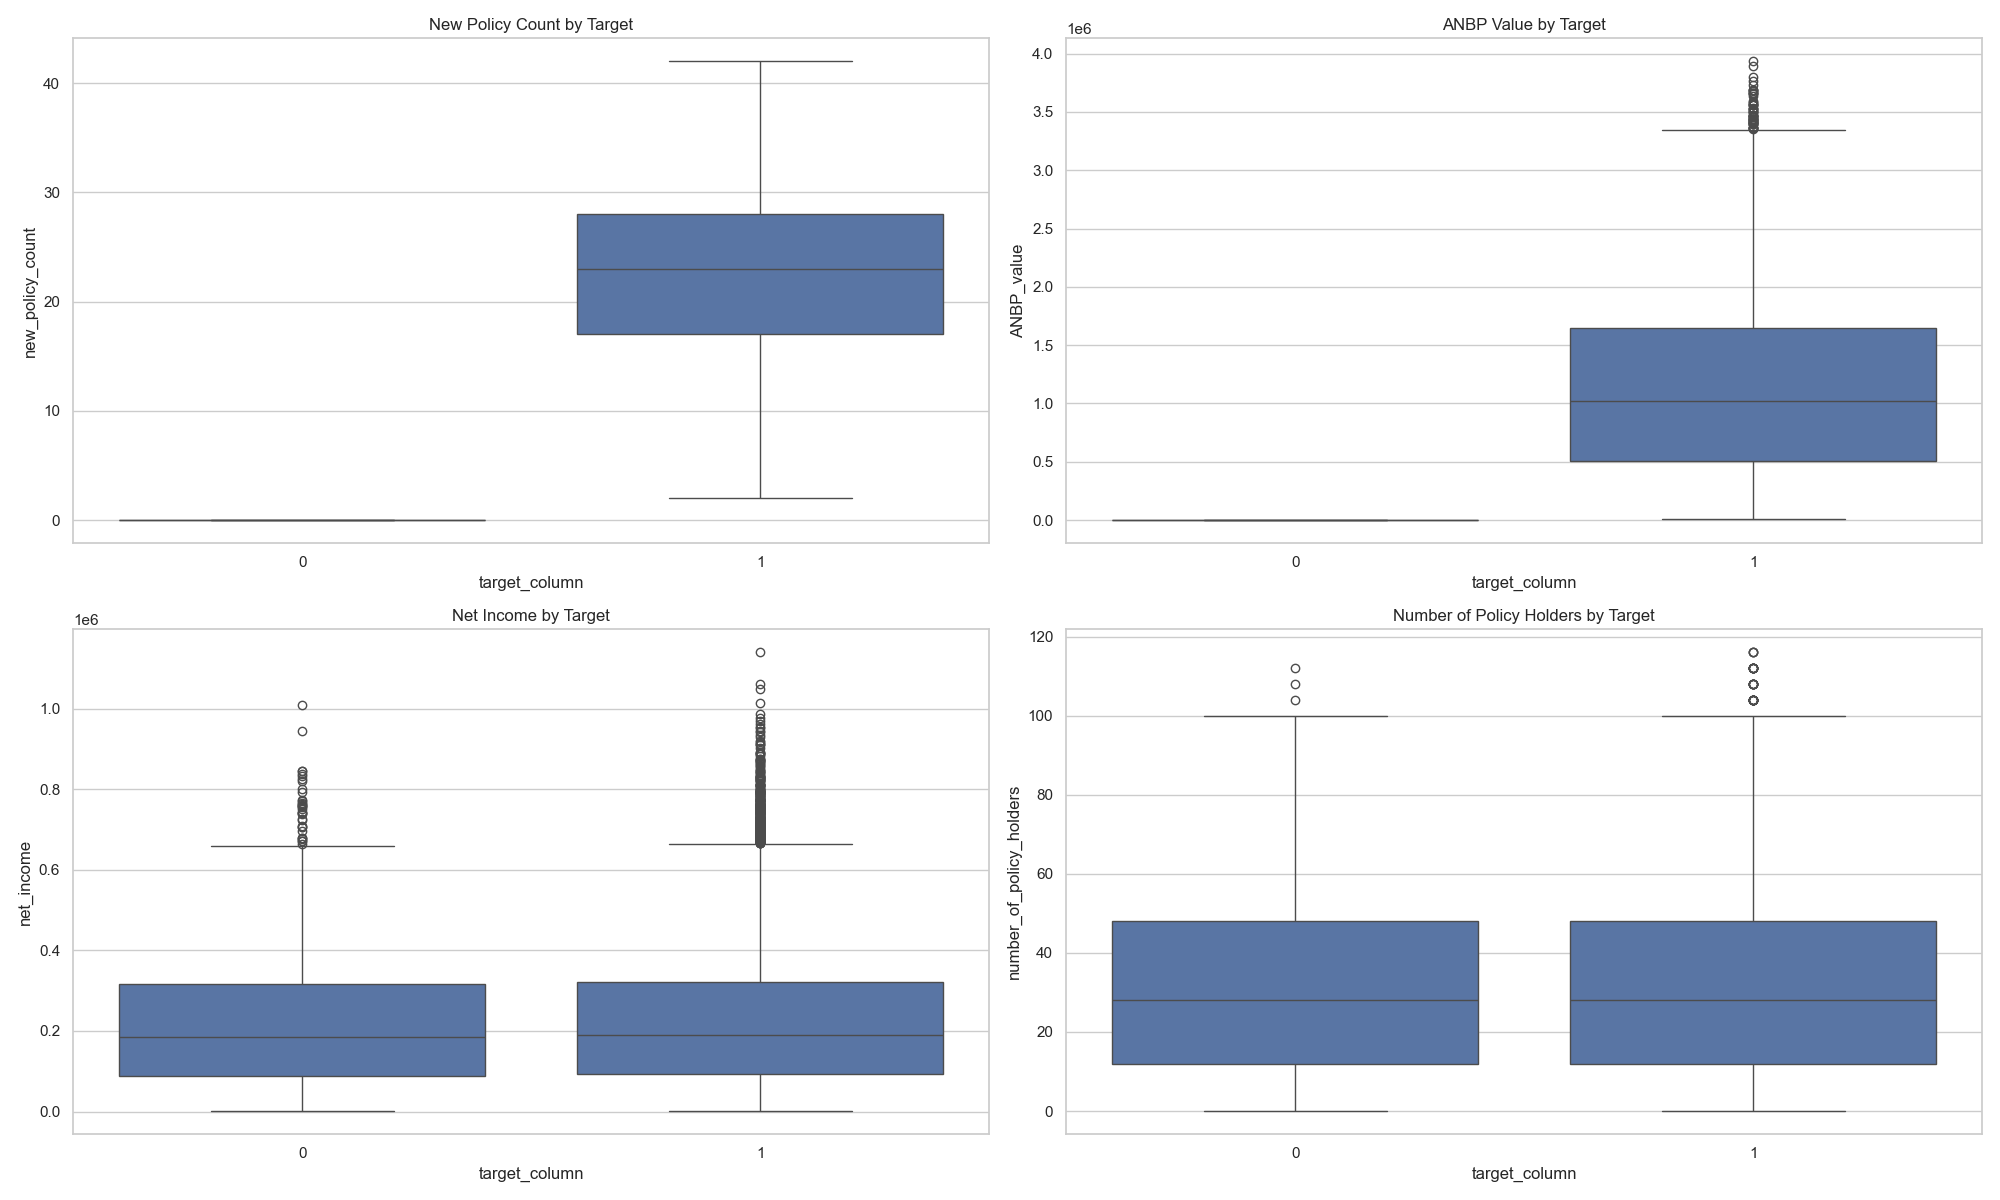 New Policy Count by Target
new_policy_count
40
30
20
10
0
0 1
target_column
ANBP Value by Target
1e6
ANBP_value
4.0
3.5
3.0
2.5
2.0
1.5
1.0
0.5
0.0
0 1
target_column
Net Income by Target
1e6
net_income
1.0
0.8
0.6
0.4
0.2
0.0
0 1
target_column
Number of Policy Holders by Target
number_of_policy_holders
120
100
80
60
40
20
0
0 1
target_column